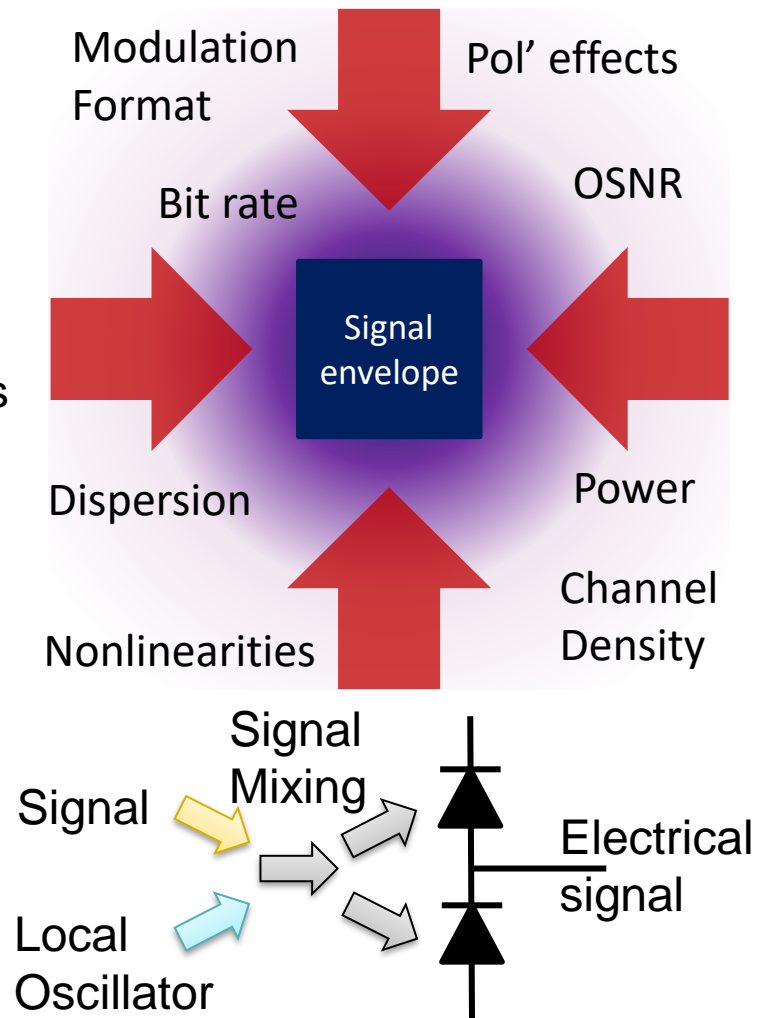 Modulation
Format
Pol' effects
OSNR
Bit rate
Signal
envelope
s
Dispersion
Power
Channel
Density
Nonlinearities
Signal
Mixing
Signal
Electrical
signal
Local
Oscillator